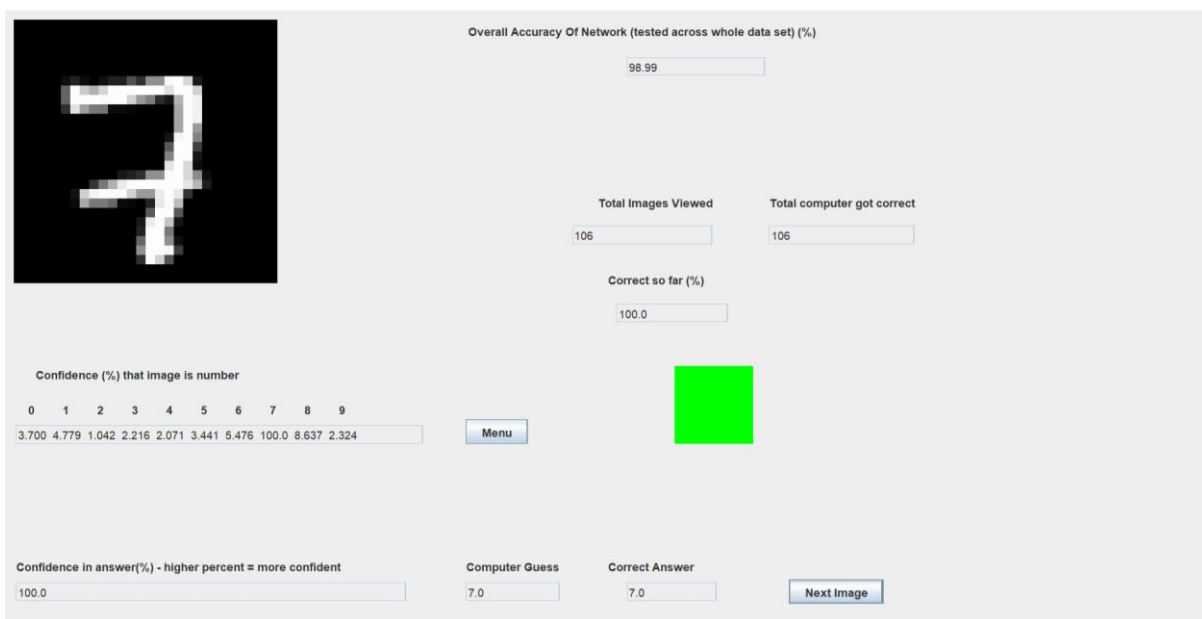 Overall Accuracy Of Network (tested across whole data set) (%)
98.99
7
Total Images Viewed Total computer got correct
106 106
Correct so far (%)
100.0
Confidence (%) that image is number
0 1 2 3 4 5 6 7 8 9
3.700 4.779 1.042 2.216 2.071 3.441 5.476 100.0 8.637 2.324
Menu
Confidence in answer(%) - higher percent = more confident Computer Guess Correct Answer
100.0 7.0 7.0 Next Image